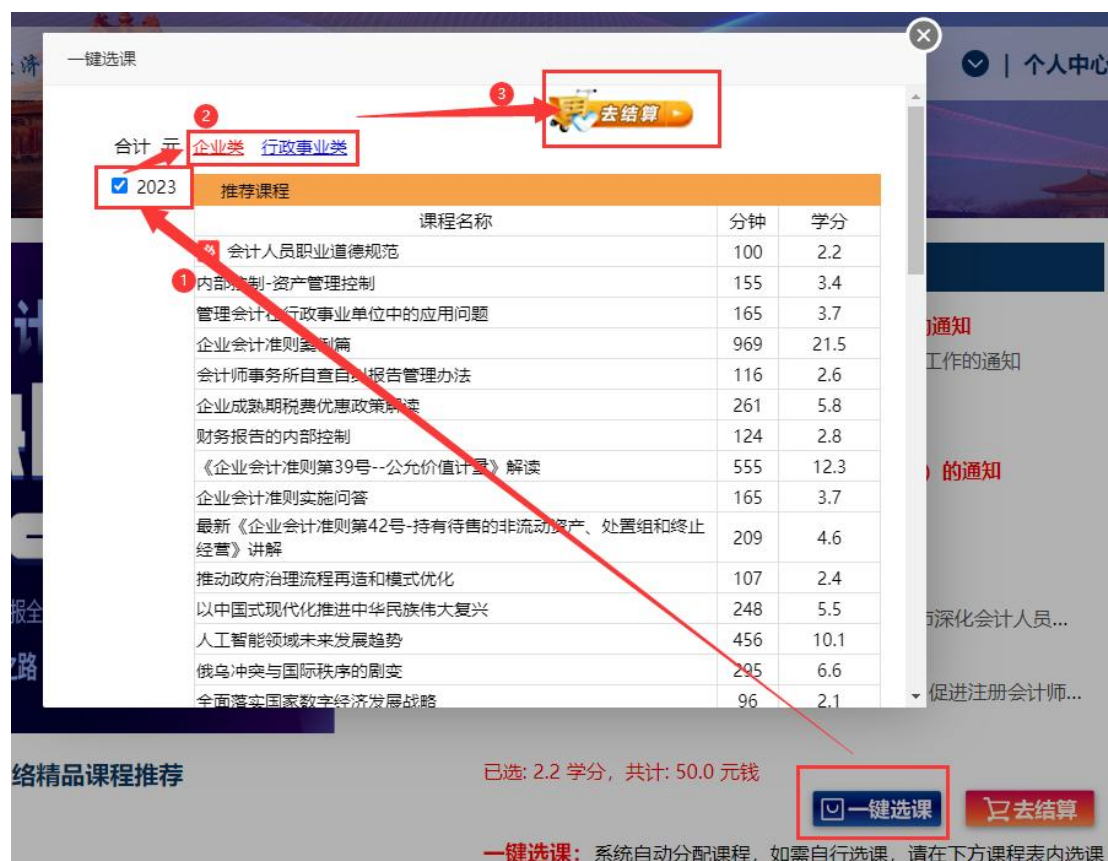 济
一键选课
个人中心
③
去结算
②
合计 元 企业类 行政事业类
2023
推荐课程
课程名称 分钟 学分
会计人员职业道德规范 100 2.2
①
内部控制-资产管理控制 155 3.4
管理会计在行政事业单位中的应用问题 165 3.7
企业会计准则案例篇 969 21.5
会计师事务所自查自纠报告管理办法 116 2.6
企业成熟期税费优惠政策解读 261 5.8
财务报告的内部控制 124 2.8
《企业会计准则第39号--公允价值计量》解读 555 12.3
企业会计准则实施问答 165 3.7
最新《企业会计准则第42号-持有待售的非流动资产、处置组和终止
经营》讲解 209 4.6
推动政府治理流程再造和模式优化 107 2.4
以中国式现代化推进中华民族伟大复兴 248 5.5
人工智能领域未来发展趋势 456 10.1
俄乌冲突与国际秩序的剧变 295 6.6
全面落实国家数字经济发展战略 96 2.1
计
报全
之路
的通知
工作的通知
）的通知
市深化会计人员...
促进注册会计师...
络精品课程推荐
已选: 2.2 学分，共计: 50.0 元钱
一键选课
去结算
一键选课：系统自动分配课程，如需自行选课，请在下方课程表内选课